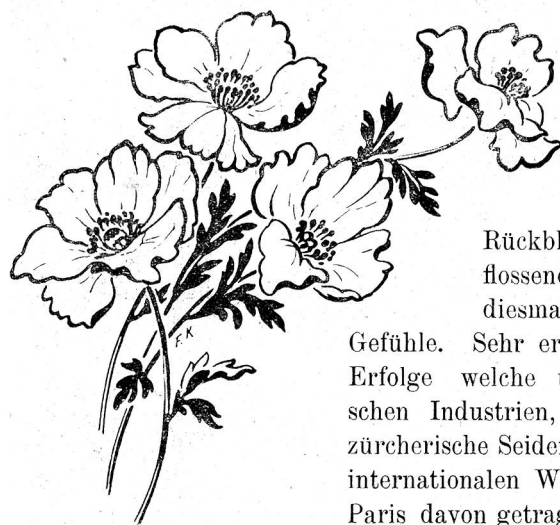 F. K
Rückbl
flossene
diesma
Gefühle. Sehr er
Erfolge welche u
schen Industrien,
zürcherische Seiden
internationalen W
Paris davon getrag